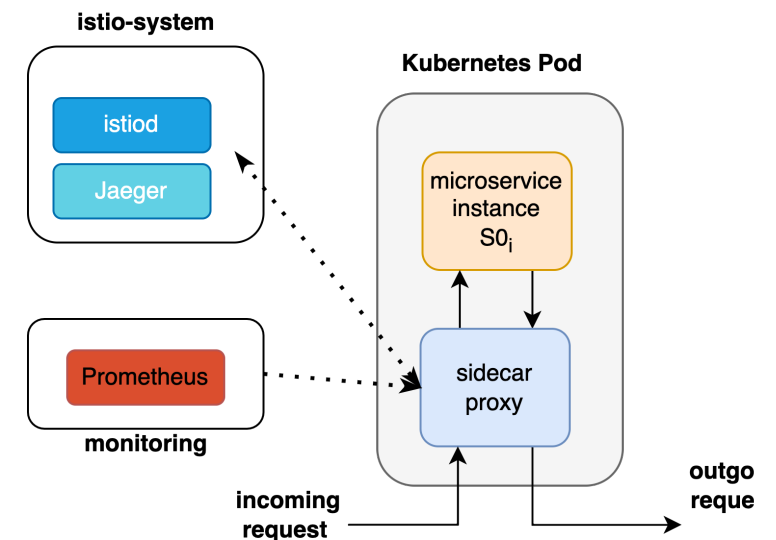 istio-system
istiod
Jaeger
Prometheus
monitoring
Kubernetes Pod
microservice
instance
S0i
sidecar
proxy
incoming
request
outgo
reque